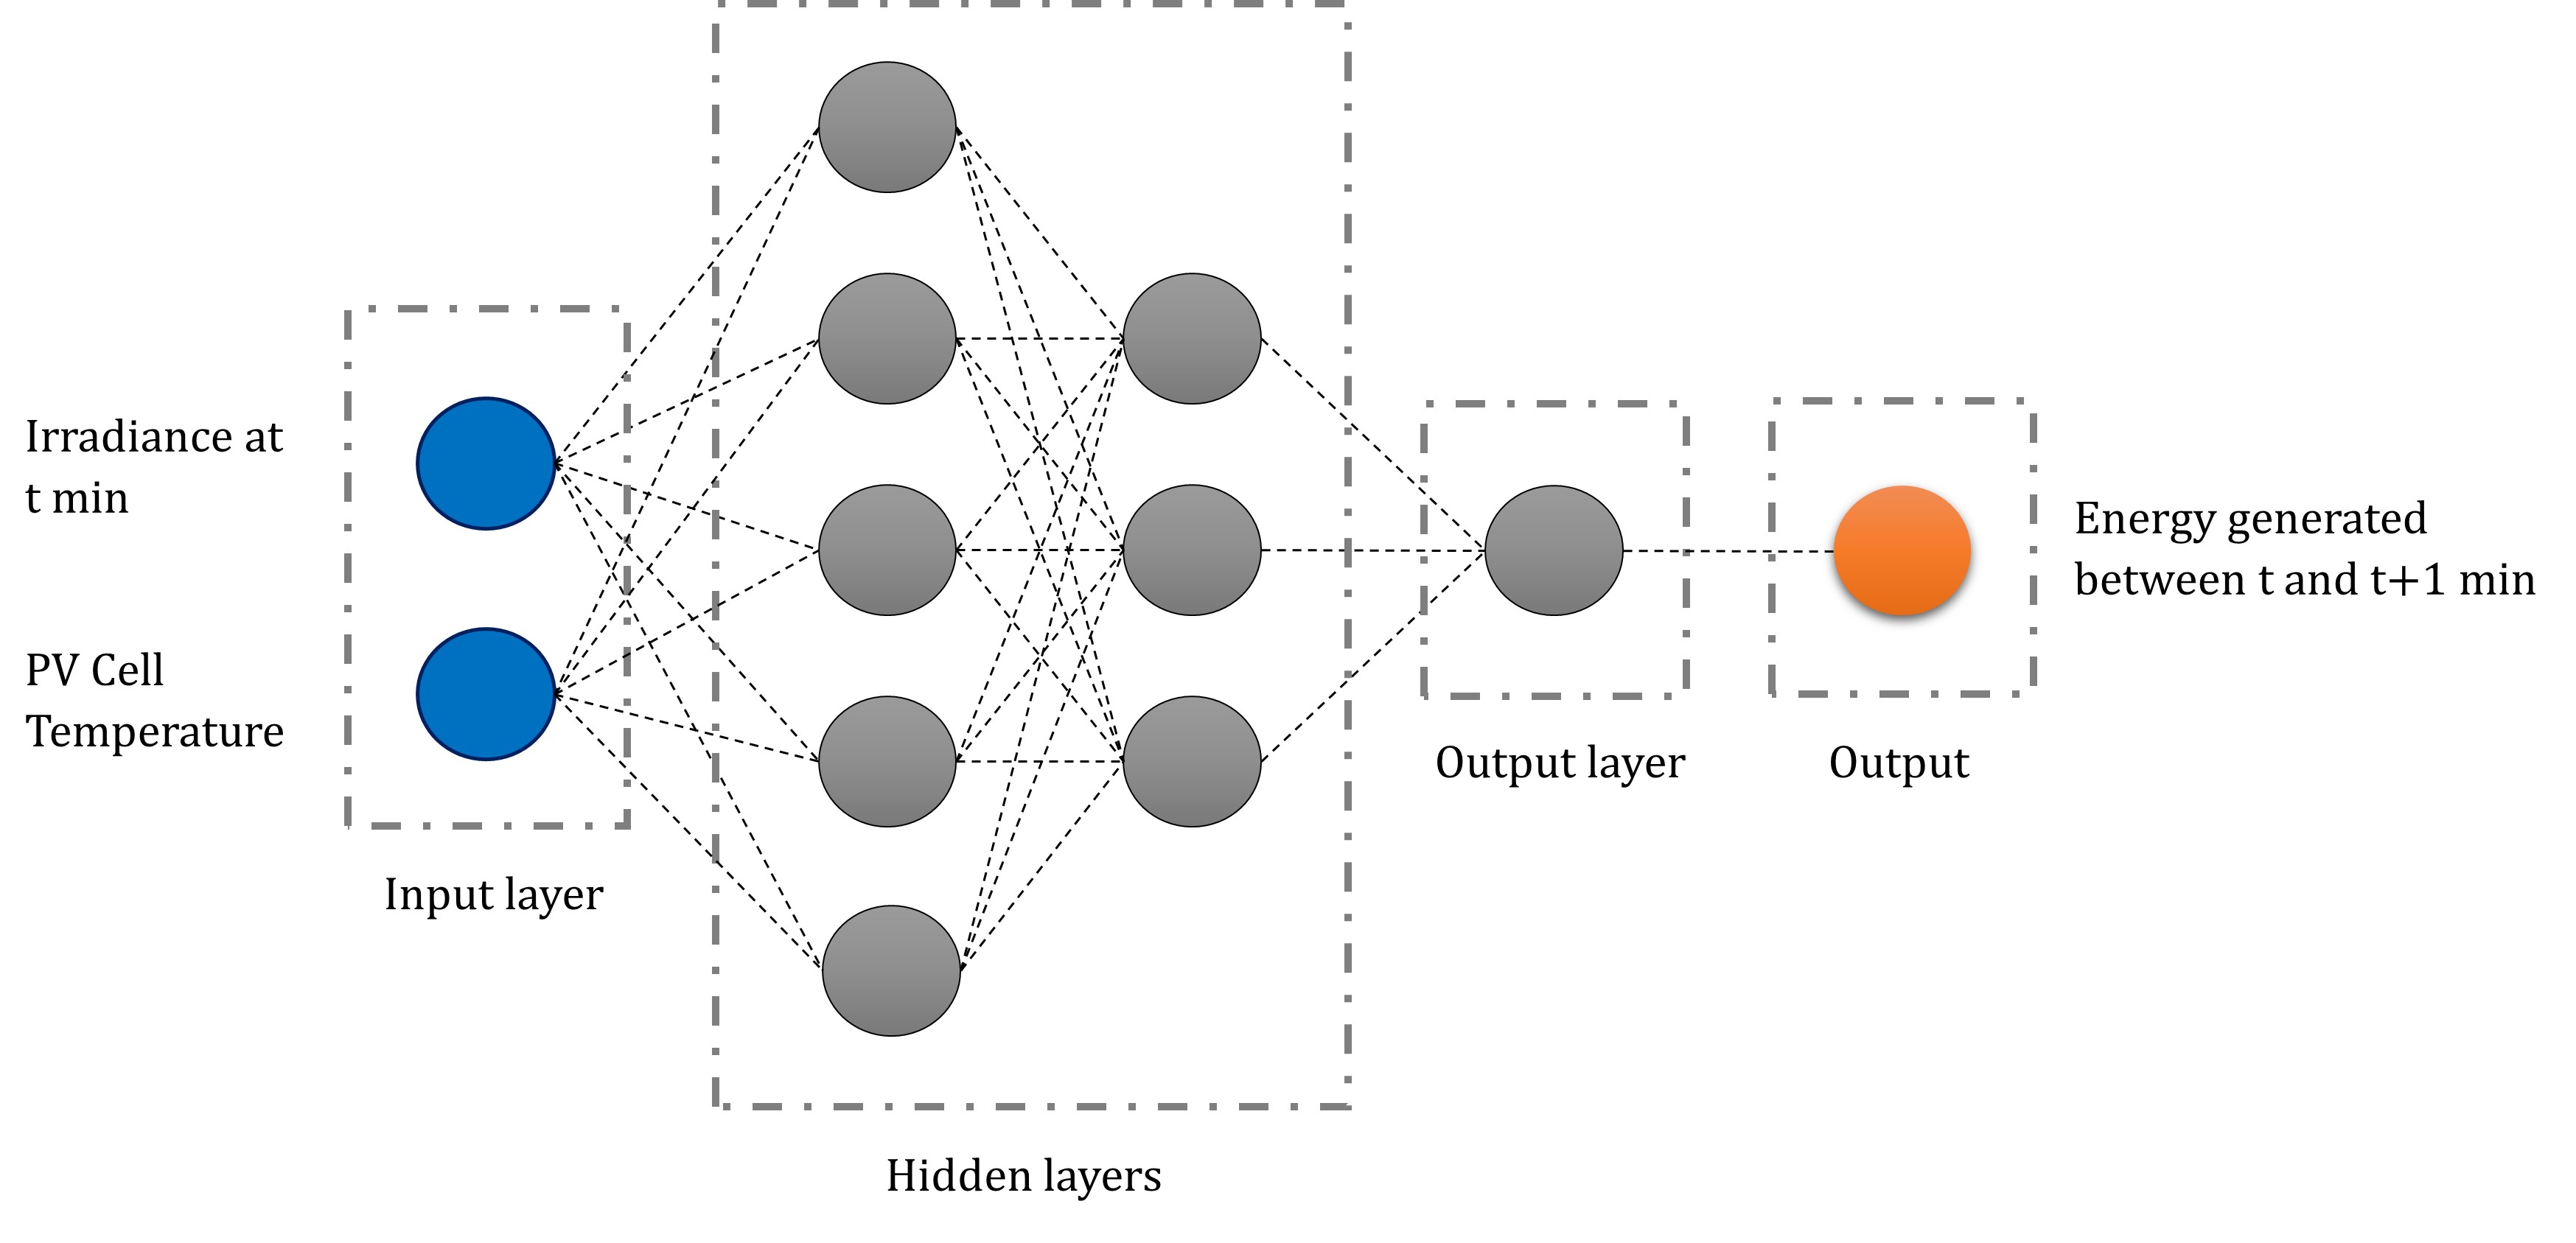 Irradiance at
t min
PV Cell
Temperature
Input layer
Hidden layers
Output layer
Output
Energy generated
between t and t+1 min